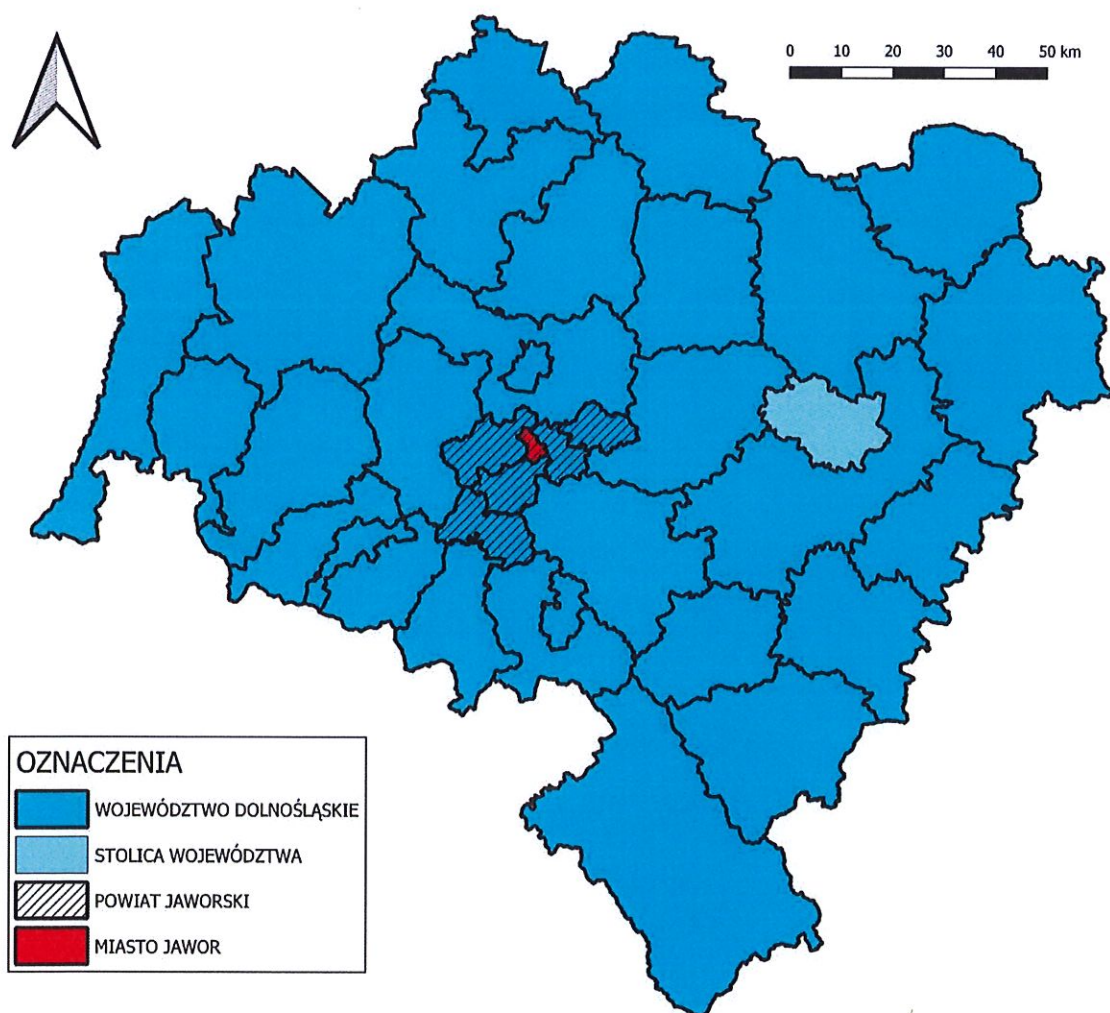 0 10 20 30 40 50 km
OZNACZENIA
WOJEWÓDZTWO DOLNOŚLĄSKIE
STOLICA WOJEWÓDZTWA
POWIAT JAWORSKI
MIASTO JAWOR